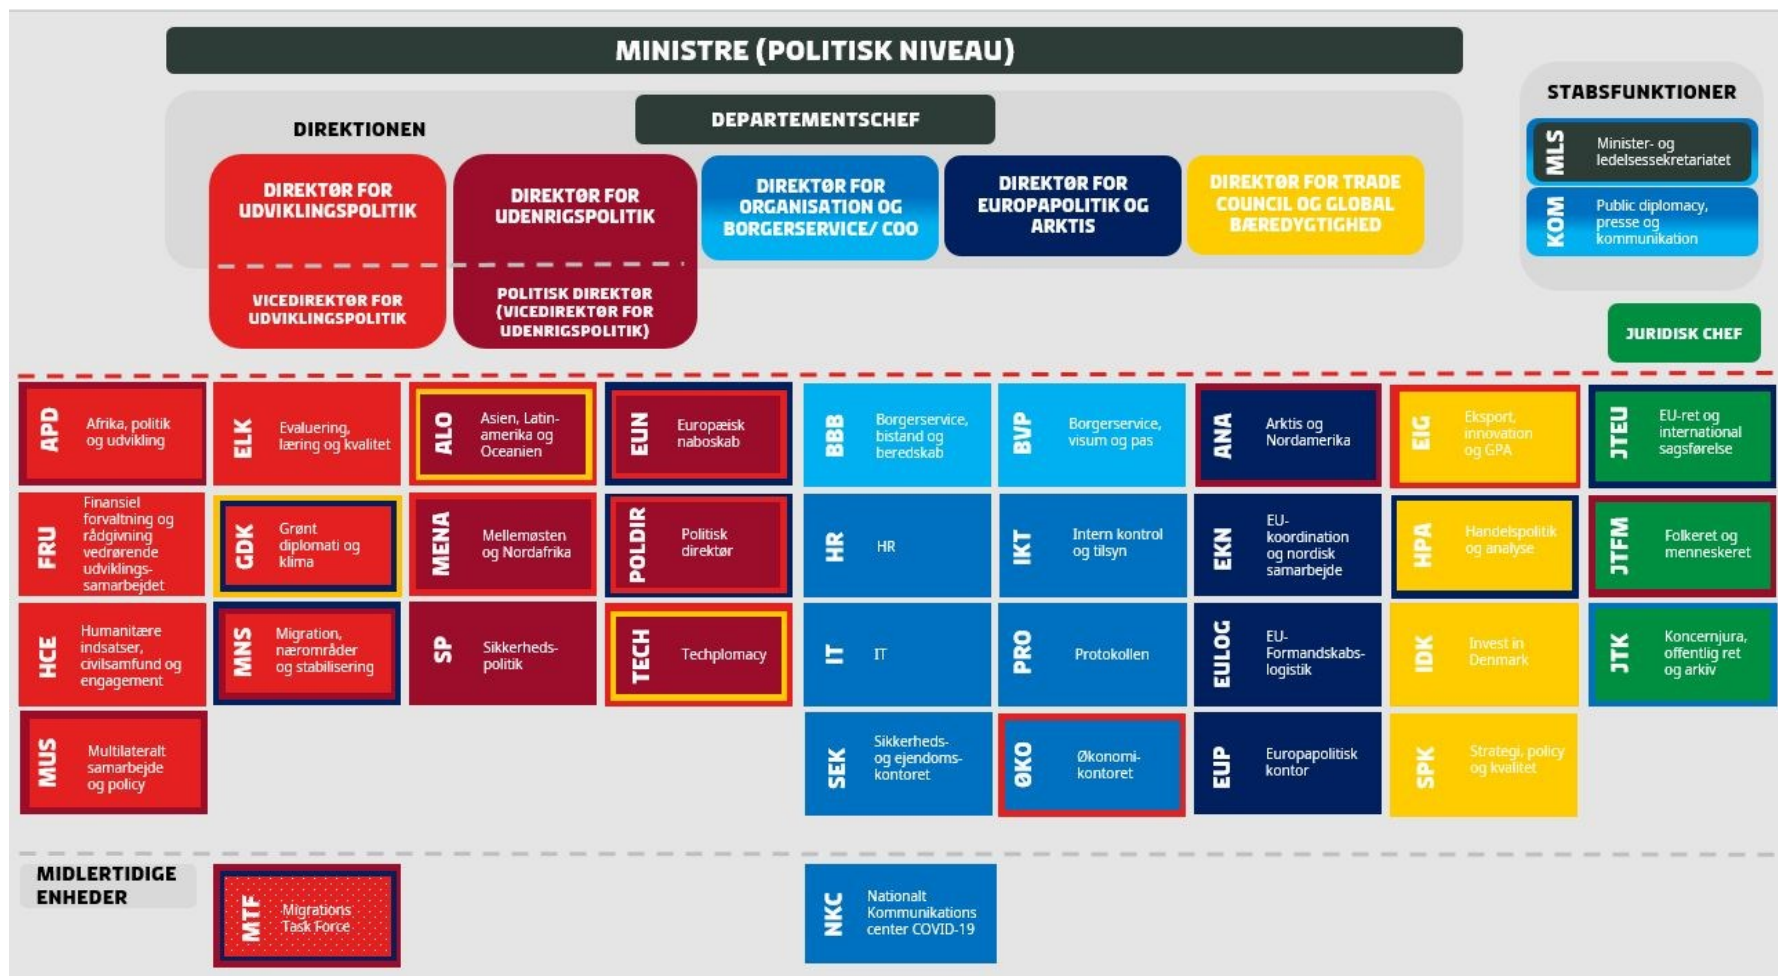 MINISTRE (POLITISK NIVEAU)
DIREKTIONEN
DEPARTEMENTSCHEF
DIREKTØR FOR
UDVIKLINGSPOLITIK
VICEDIREKTØR FOR
UDVIKLINGSPOLITIK
DIREKTØR FOR
UDENRIGSPOLITIK
POLITISK DIREKTØR
(VICEDIREKTØR FOR
UDENRIGSPOLITIK)
DIREKTØR FOR
ORGANISATION OG
BORGERSERVICE/ COO
DIREKTØR FOR
EUROPAPOLITIK OG
ARKTIS
DIREKTØR FOR TRADE
COUNCIL OG GLOBAL
BÆREDYGTIGHED
STABSFUNKTIONER
MLS
Minister- og
ledelsessekretariatet
KOM
Public diplomacy,
presse og
kommunikation
JURIDISK CHEF
APD
Afrika, politik
og udvikling
ELK
Evaluering,
læring og kvalitet
ALO
Asien, Latin-
amerika og
Oceanien
EUN
Europæisk
naboskab
BBB
Borgerservice,
bistand og
beredskab
BVP
Borgerservice,
visum og pas
ANA
Arktis og
Nordamerika
EIG
Eksport,
innovation
og GPA
JTEU
EU-ret og
international
sagsførelse
FRU
Finansiel
forvaltning og
rådgivning
vedrørende
udviklings-
samarbejdet
GDK
Grønt
diplomati og
klima
MENA
Mellemøsten
og Nordafrika
POLDIR
Politisk
direktør
HR
HR
IKT
Intern kontrol
og tilsyn
EKN
EU-
koordination
og nordisk
samarbejde
HPA
Handelspolitik
og analyse
JTFM
Folkeret og
menneskeret
HCE
Humanitære
indsatser,
civilsamfund og
engagement
MNS
Migration,
nærområder
og stabilisering
SP
Sikkerheds-
politik
TECH
Techplomacy
IT
IT
PRO
Protokollen
EULOG
EU-
Formandskabs-
logistik
IDK
Invest in
Denmark
JTK
Koncernjura,
offentlig ret
og arkiv
MUS
Multilateralt
samarbejde
og policy
SEK
Sikkerheds-
og ejendoms-
kontoret
ØKO
Økonomi-
kontoret
EUP
Europapolitisk
kontor
SPK
Strategi, policy
og kvalitet
MIDLERTIDIGE
ENHEDER
MTF
Migrations
Task Force
NKC
Nationalt
Kommunikations
center COVID-19